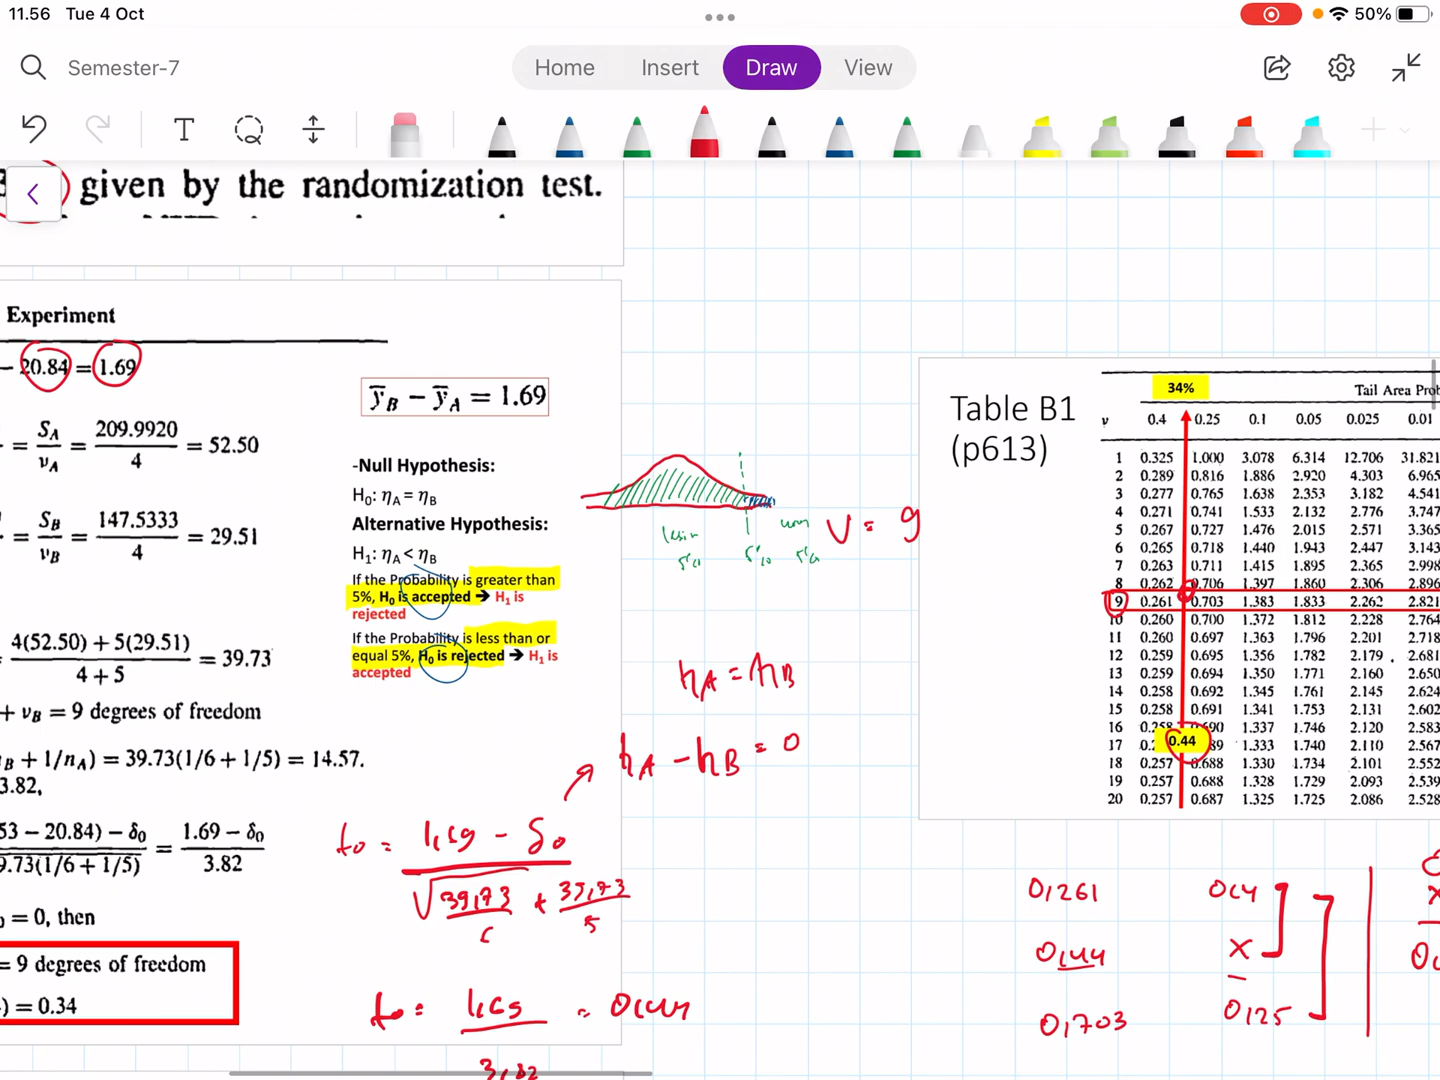 11.56 Tue 4 Oct
50%
Semester-7
Home Insert Draw View
T
given by the randomization test.
Experiment
− 20.84 = 1.69
= S_A / ν_A = 209.9920 / 4 = 52.50
= S_B / ν_B = 147.5333 / 4 = 29.51
4(52.50) + 5(29.51) / 4 + 5 = 39.73
+ ν_B = 9 degrees of freedom
B + 1/n_A) = 39.73(1/6 + 1/5) = 14.57.
3.82,
53 − 20.84) − δ₀ / 9.73(1/6 + 1/5) = 1.69 − δ₀ / 3.82
= 0, then
= 9 degrees of freedom
) = 0.34
ȳ_B − ȳ_A = 1.69
-Null Hypothesis:
H₀: η_A = η_B
Alternative Hypothesis:
H₁: η_A < η_B
If the Probability is greater than
5%, H₀ is accepted ➔ H₁ is
rejected
If the Probability is less than or
equal 5%, H₀ is rejected ➔ H₁ is
accepted
V = 9
η_A = η_B
η_A − η_B = 0
t₀ = 1,69 − δ₀ / √ 39,73 / 6 + 39,73 / 5
t₀ = 1,69 / 3,82 = 0,44
Table B1
(p613)
34%
Tail Area Prob
ν 0.4 0.25 0.1 0.05 0.025 0.01
1 0.325 1.000 3.078 6.314 12.706 31.821
2 0.289 0.816 1.886 2.920 4.303 6.965
3 0.277 0.765 1.638 2.353 3.182 4.541
4 0.271 0.741 1.533 2.132 2.776 3.747
5 0.267 0.727 1.476 2.015 2.571 3.365
6 0.265 0.718 1.440 1.943 2.447 3.143
7 0.263 0.711 1.415 1.895 2.365 2.998
8 0.262 0.706 1.397 1.860 2.306 2.896
9 0.261 0.703 1.383 1.833 2.262 2.821
10 0.260 0.700 1.372 1.812 2.228 2.764
11 0.260 0.697 1.363 1.796 2.201 2.718
12 0.259 0.695 1.356 1.782 2.179 2.681
13 0.259 0.694 1.350 1.771 2.160 2.650
14 0.258 0.692 1.345 1.761 2.145 2.624
15 0.258 0.691 1.341 1.753 2.131 2.602
16 0.258 0.690 1.337 1.746 2.120 2.583
17 0.2 0.44 89 1.333 1.740 2.110 2.567
18 0.257 0.688 1.330 1.734 2.101 2.552
19 0.257 0.688 1.328 1.729 2.093 2.539
20 0.257 0.687 1.325 1.725 2.086 2.528
0,261 0,4
0,44 x
0,703 0,125